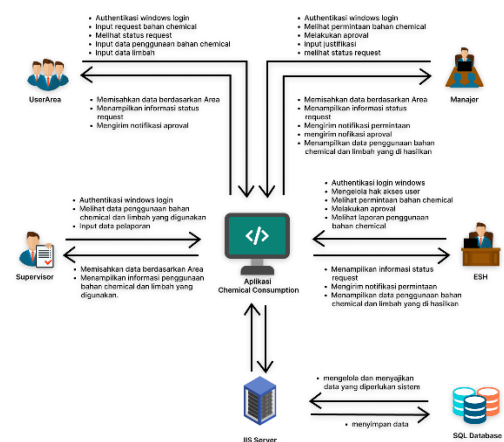 • Authentikasi windows login
• Input request bahan chemical
• Melihat status request
• Input data penggunaan bahan chemical
• Input data limbah
UserArea
• Memisahkan data berdasarkan Area
• Menampilkan informasi status
request
• Mengirim notifikasi aproval
• Authentikasi windows login
• Melihat permintaan bahan chemical
• Melakukan aproval
• Input justifikasi
• melihat status request
Manajer
• Memisahkan data berdasarkan Area
• Menampilkan informasi status
request
• Mengirim notifikasi permintaan
• mengirim nofikasi aproval
• Menampilkan data penggunaan bahan
chemical dan limbah yang di hasilkan
• Authentikasi windows login
• Melihat data penggunaan bahan
chemical dan limbah yang digunakan
• Input data pelaporan
Supervisor
• Memisahkan data berdasarkan Area
• Menampilkan informasi penggunaan
bahan chemical dan limbah yang
digunakan.
</>
Aplikasi
Chemical Consumption
• Authentikasi login windows
• Mengelola hak akses user
• Melihat permintaan bahan chemical
• Melakukan aproval
• Melihat laporan penggunaan
bahan chemical
ESH
• Menampilkan informasi status
request
• Mengirim notifikasi permintaan
• Menampilkan data penggunaan bahan
chemical dan limbah yang di hasilkan
IIS Server
• mengelola dan menyajikan
data yang diperlukan sistem
• menyimpan data
SQL Database